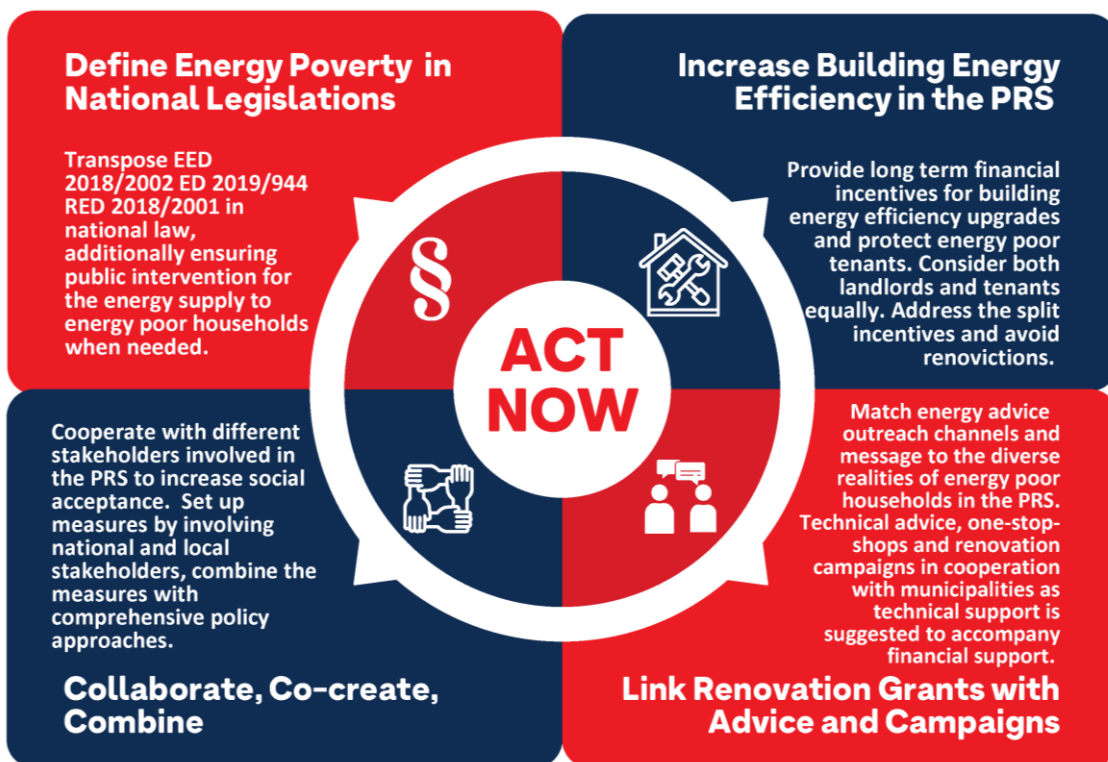 Define Energy Poverty in
National Legislations
Transpose EED
2018/2002 ED 2019/944
RED 2018/2001 in
national law,
additionally ensuring
public intervention for
the energy supply to
energy poor households
when needed.
Increase Building Energy
Efficiency in the PRS
Provide long term financial
incentives for building
energy efficiency upgrades
and protect energy poor
tenants. Consider both
landlords and tenants
equally. Address the split
incentives and avoid
renovictions.
§
ACT
NOW
Cooperate with different
stakeholders involved in
the PRS to increase social
acceptance. Set up
measures by involving
national and local
stakeholders, combine the
measures with
comprehensive policy
approaches.
Collaborate, Co-create,
Combine
Match energy advice
outreach channels and
message to the diverse
realities of energy poor
households in the PRS.
Technical advice, one-stop-
shops and renovation
campaigns in cooperation
with municipalities as
technical support is
suggested to accompany
financial support.
Link Renovation Grants with
Advice and Campaigns